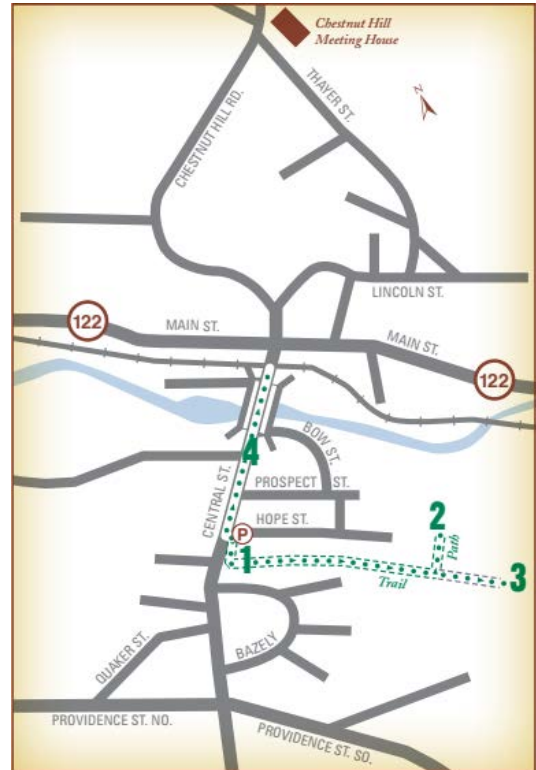 Chestnut Hill
Meeting House
N
THAYER ST.
CHESTNUT HILL RD.
LINCOLN ST.
122
MAIN ST.
MAIN ST.
122
BOW ST.
4
CENTRAL ST.
PROSPECT ST.
HOPE ST.
P
2
Path
1
Trail
3
BAZELY
QUAKER ST.
PROVIDENCE ST. NO.
PROVIDENCE ST. SO.